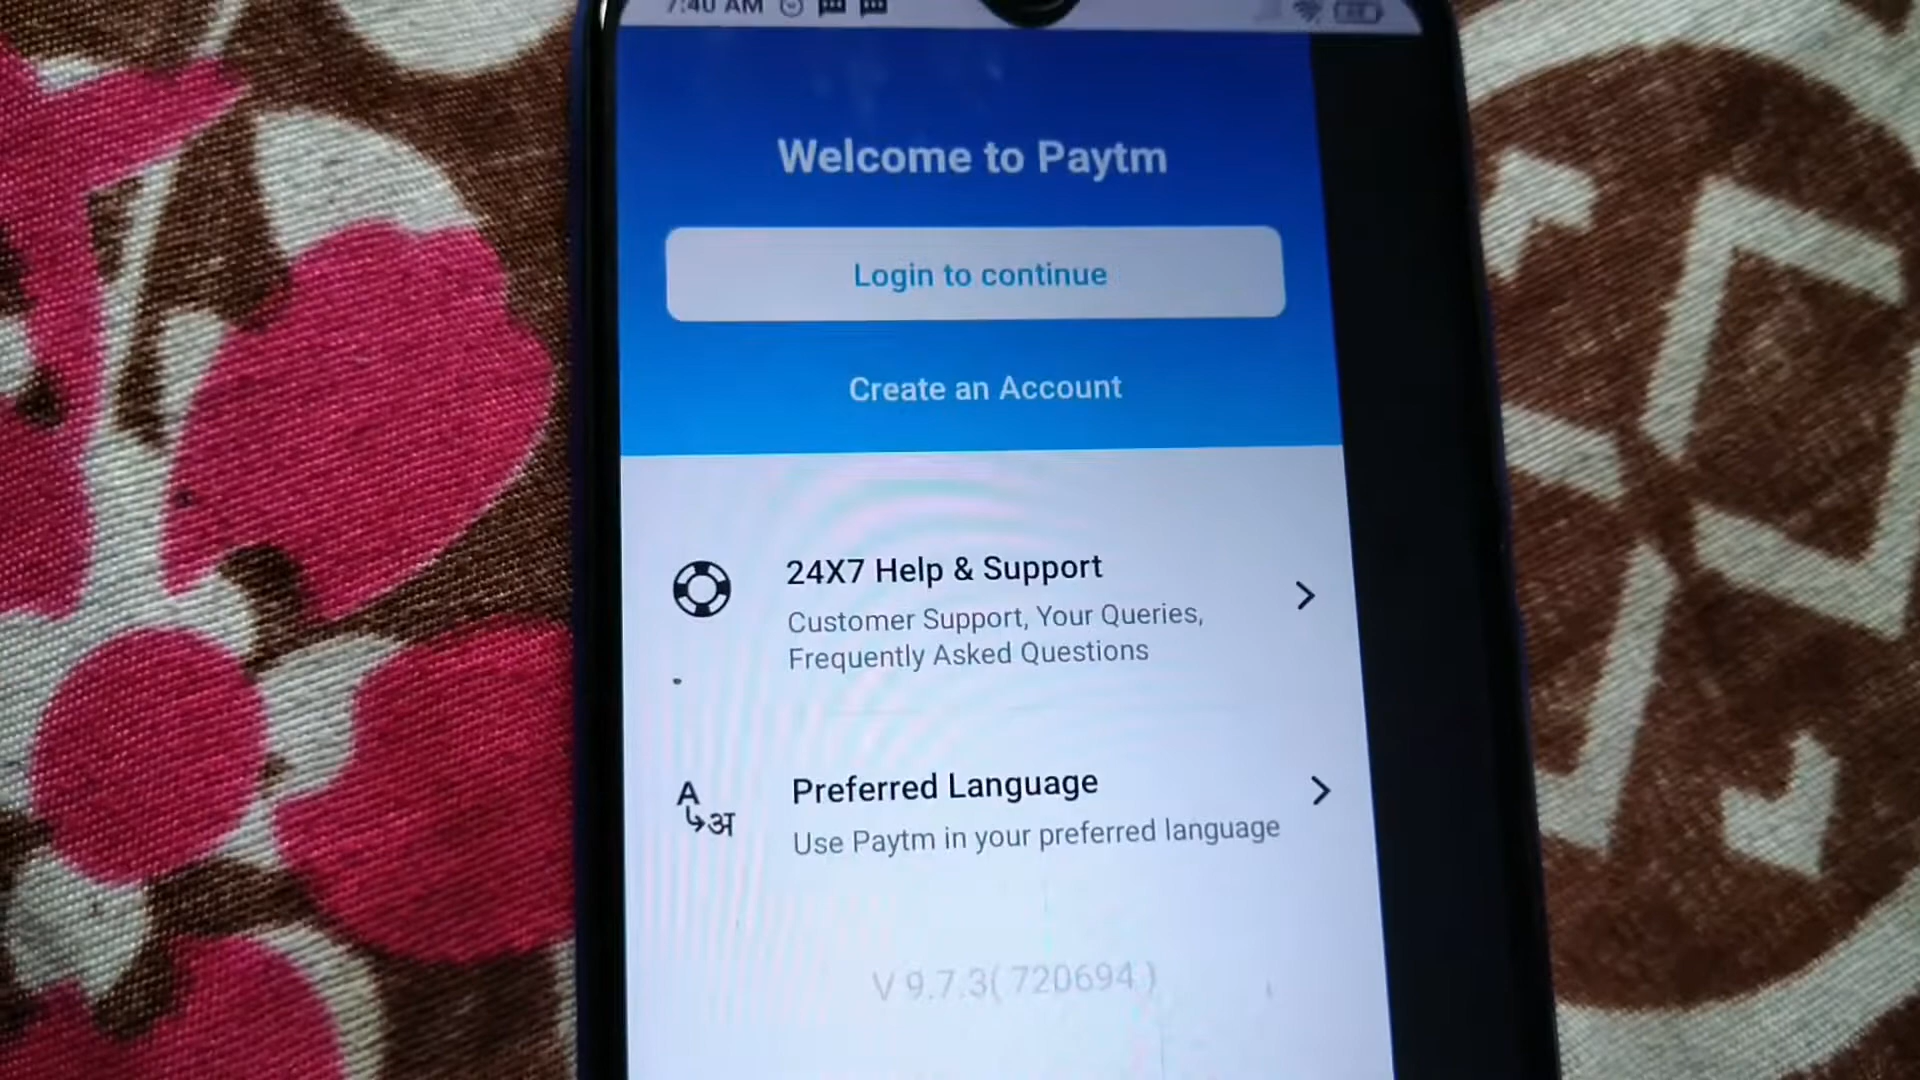 7:40 AM
Welcome to Paytm
Login to continue
Create an Account
24X7 Help & Support
Customer Support, Your Queries,
Frequently Asked Questions
A
अ
Preferred Language
Use Paytm in your preferred language
V 9.7.3( 720694 )